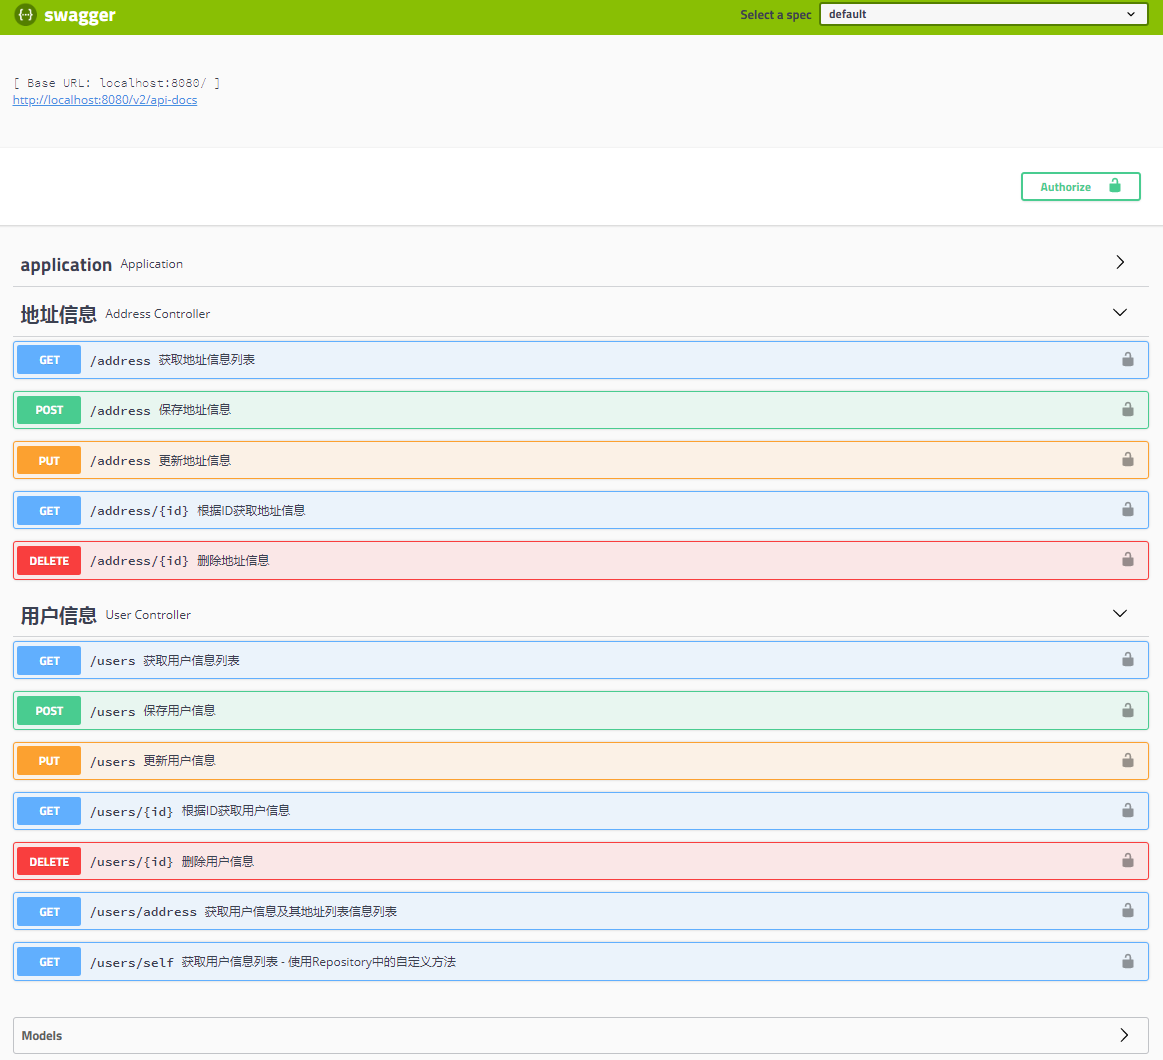 swagger
Select a spec default
[ Base URL: localhost:8080/ ]
http://localhost:8080/v2/api-docs
Authorize
application Application
地址信息 Address Controller
GET /address 获取地址信息列表
POST /address 保存地址信息
PUT /address 更新地址信息
GET /address/{id} 根据ID获取地址信息
DELETE /address/{id} 删除地址信息
用户信息 User Controller
GET /users 获取用户信息列表
POST /users 保存用户信息
PUT /users 更新用户信息
GET /users/{id} 根据ID获取用户信息
DELETE /users/{id} 删除用户信息
GET /users/address 获取用户信息及其地址列表信息列表
GET /users/self 获取用户信息列表 - 使用Repository中的自定义方法
Models